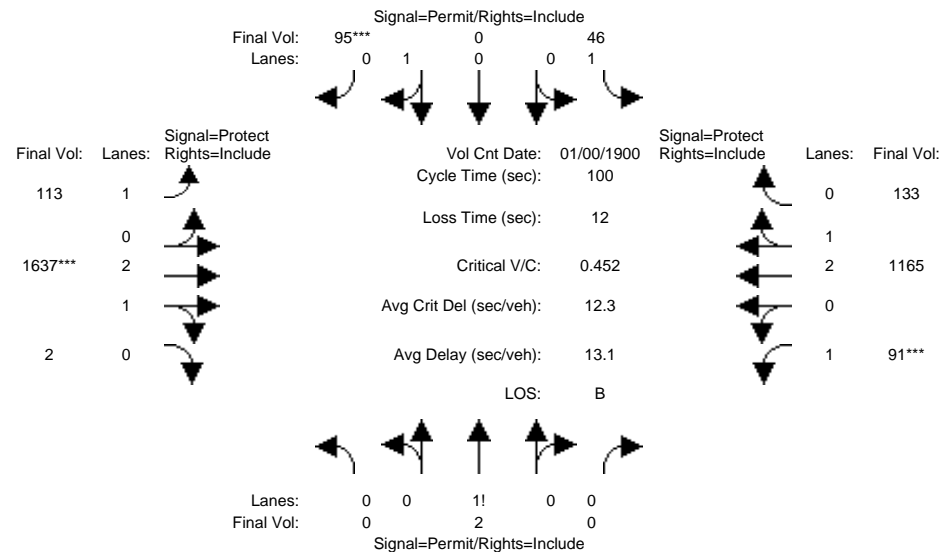 Signal=Permit/Rights=Include
Final Vol: 95*** 0 46
Lanes: 0 1 0 0 1
Signal=Protect
Final Vol: Lanes: Rights=Include
Vol Cnt Date: 01/00/1900
Signal=Protect
Rights=Include Lanes: Final Vol:
Cycle Time (sec): 100
113 1
0 133
Loss Time (sec): 12
0
1
1637*** 2
Critical V/C: 0.452
2 1165
1
Avg Crit Del (sec/veh): 12.3
0
2 0
Avg Delay (sec/veh): 13.1
1 91***
LOS: B
Lanes: 0 0 1! 0 0
Final Vol: 0 2 0
Signal=Permit/Rights=Include